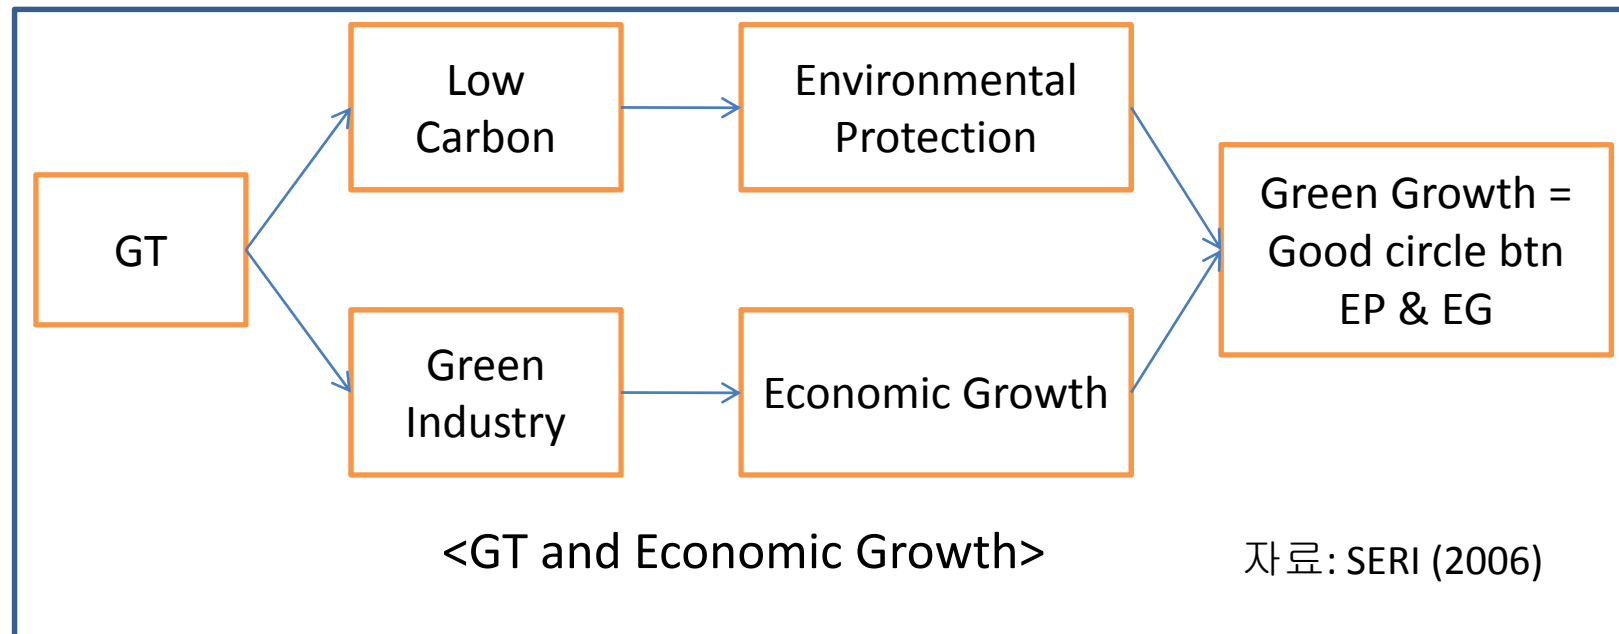 GT
Low
Carbon
Environmental
Protection
Green
Industry
Economic Growth
Green Growth =
Good circle btn
EP & EG
<GT and Economic Growth>
자료: SERI (2006)